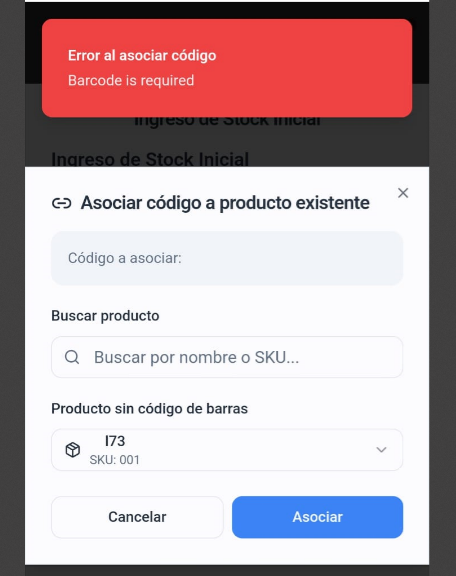 Error al asociar código
Barcode is required
Ingreso de Stock Inicial
Ingreso de Stock Inicial
Asociar código a producto existente
Código a asociar:
Buscar producto
Buscar por nombre o SKU...
Producto sin código de barras
I73
SKU: 001
Cancelar
Asociar